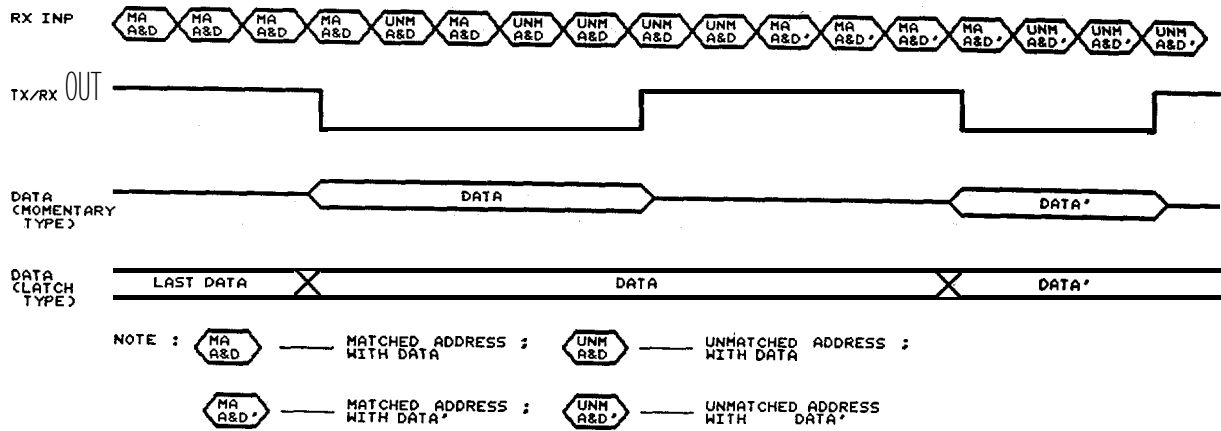 RX INP MA A&D MA A&D MA A&D MA A&D UNM A&D MA A&D UNM A&D UNM A&D UNM A&D UNM A&D MA A&D' MA A&D' MA A&D' MA A&D' UNM A&D' UNM A&D' UNM A&D'
TX/RX OUT
DATA
(MOMENTARY
TYPE)
DATA DATA'
DATA
(LATCH
TYPE)
LAST DATA DATA DATA'
NOTE : MA A&D MATCHED ADDRESS ; WITH DATA UNM A&D UNMATCHED ADDRESS ; WITH DATA
MA A&D' MATCHED ADDRESS ; WITH DATA' UNM A&D' UNMATCHED ADDRESS WITH DATA'